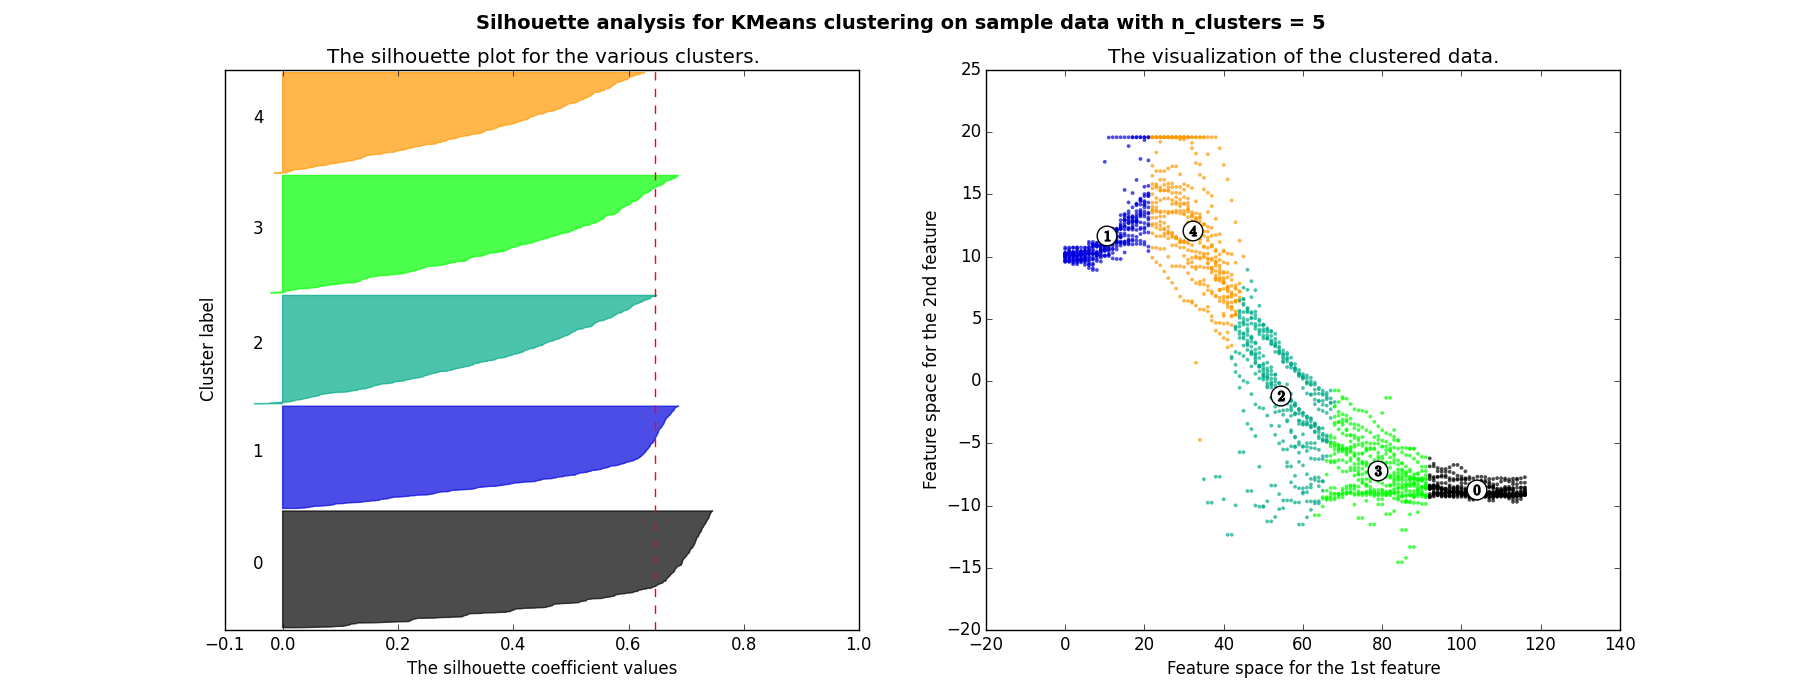 Silhouette analysis for KMeans clustering on sample data with n_clusters = 5
The silhouette plot for the various clusters.
4
3
2
1
0
Cluster label
−0.1 0.0 0.2 0.4 0.6 0.8 1.0
The silhouette coefficient values
The visualization of the clustered data.
25
20
15
10
5
0
−5
−10
−15
−20
Feature space for the 2nd feature
1
4
2
3
0
−20 0 20 40 60 80 100 120 140
Feature space for the 1st feature